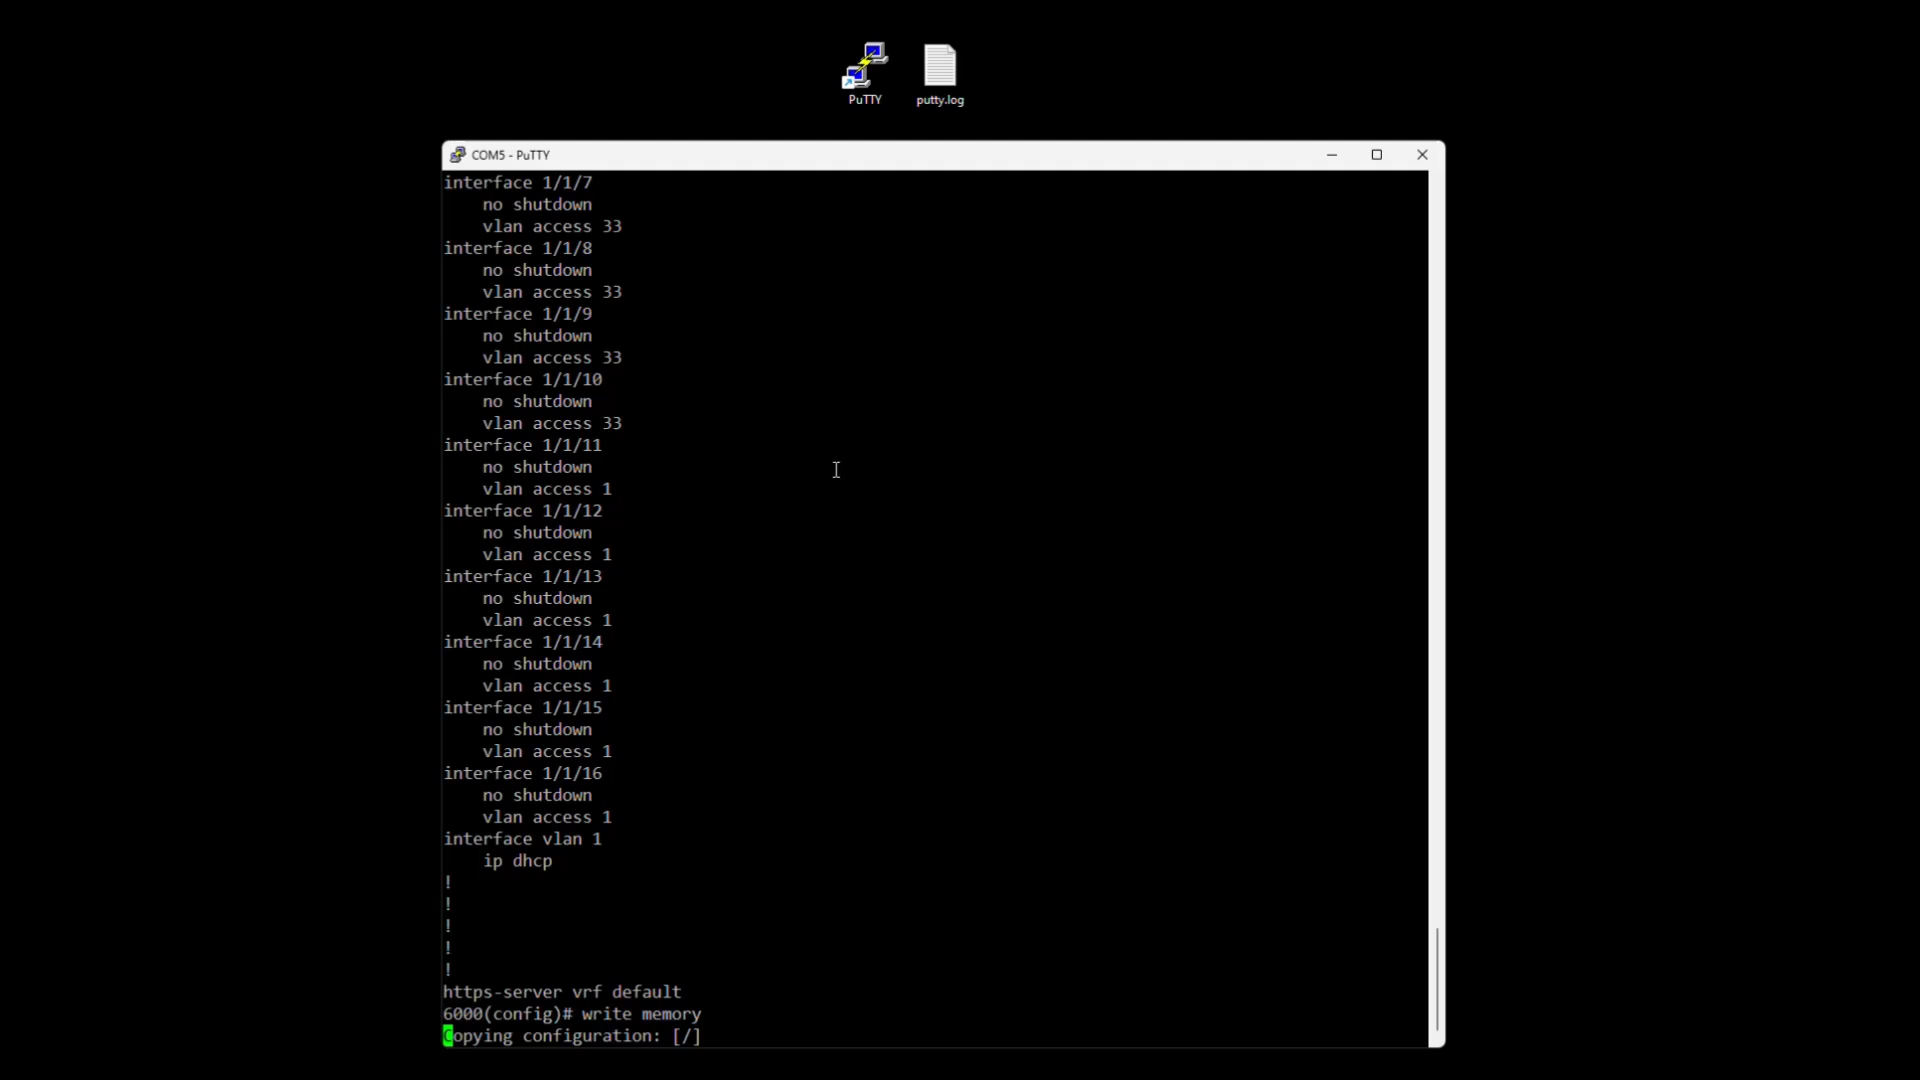 PuTTY
putty.log
COM5 - PuTTY
interface 1/1/7
    no shutdown
    vlan access 33
interface 1/1/8
    no shutdown
    vlan access 33
interface 1/1/9
    no shutdown
    vlan access 33
interface 1/1/10
    no shutdown
    vlan access 33
interface 1/1/11
    no shutdown
    vlan access 1
interface 1/1/12
    no shutdown
    vlan access 1
interface 1/1/13
    no shutdown
    vlan access 1
interface 1/1/14
    no shutdown
    vlan access 1
interface 1/1/15
    no shutdown
    vlan access 1
interface 1/1/16
    no shutdown
    vlan access 1
interface vlan 1
    ip dhcp
!
!
!
!
!
https-server vrf default
6000(config)# write memory
Copying configuration: [/]